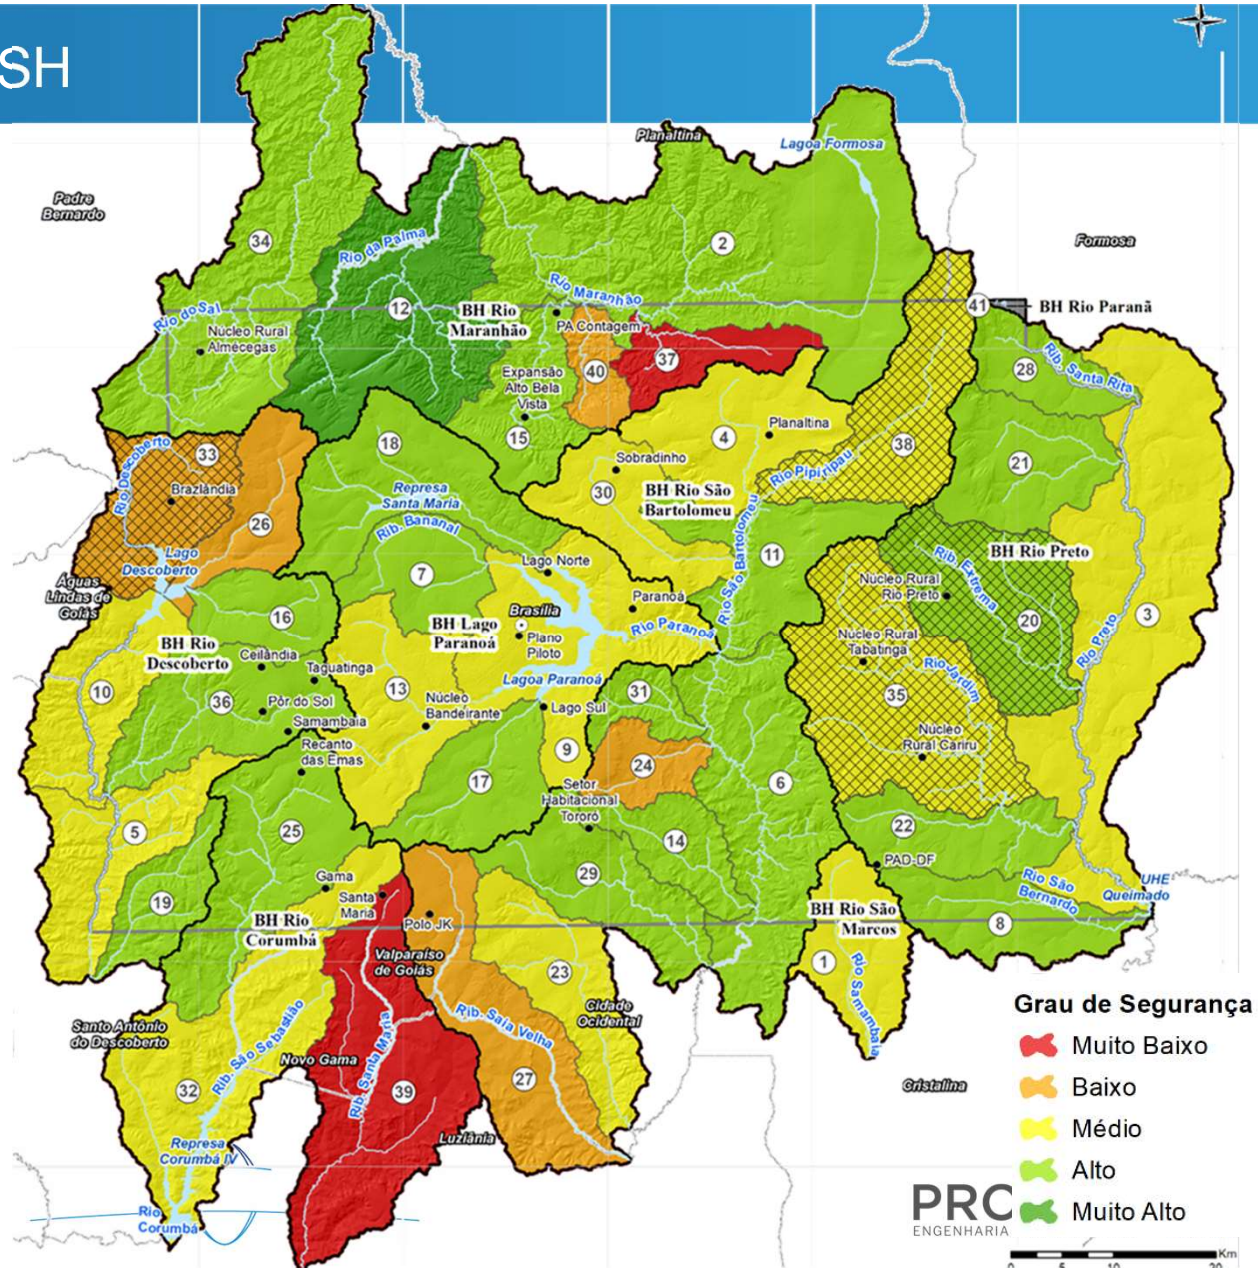 SH
Planaltina
Lagoa Formosa
Padre
Bernardo
34
Rio da Palma
2
Formosa
Rio do Sal
12
BH Rio
Maranhão
Rio Maranhão
41
BH Rio Paranã
Núcleo Rural
Almécegas
PA Contagem
37
40
Expansão
Alto Bela
Vista
28
Rib. Santa Rita
15
18
4
Planaltina
38
21
33
Rio Descoberto
Brazlândia
Sobradinho
30
BH Rio São
Bartolomeu
Rio Pipiripau
Represa
Santa Maria
Rib. Bananal
26
Lago
Descoberto
Lago Norte
7
11
Rio São Bartolomeu
BH Rio Preto
Núcleo Rural
Rio Preto
Rib. Extrema
20
3
Águas
Lindas de
Goiás
16
Brasília
Paranoá
Rio Paranoá
BH Lago
Paranoá
Plano
Piloto
BH Rio
Descoberto
Ceilândia
Taguatinga
Núcleo Rural
Tabatinga
Rio Jardim
Rio Preto
10
36
Pôr do Sol
Samambaia
Recanto
das Emas
13
Núcleo
Bandeirante
Lagoa Paranoá
Lago Sul
31
35
Núcleo
Rural Cariru
9
24
17
Setor
Habitacional
Tororó
6
5
25
14
22
19
Gama
Santa
Maria
29
PAD-DF
Rio São
Bernardo
UHE
Queimado
BH Rio
Corumbá
Polo JK
BH Rio São
Marcos
8
Valparaíso
de Goiás
23
1
Rio Samambaia
Cidade
Ocidental
Santo Antônio
do Descoberto
Rib. São Sebastião
Novo Gama
Rib. Santa Maria
Rib. Saia Velha
32
39
27
Cristalina
Luziânia
Represa
Corumbá IV
Rio
Corumbá
Grau de Segurança
Muito Baixo
Baixo
Médio
Alto
Muito Alto
PRO
ENGENHARIA
Km
0 5 10 20